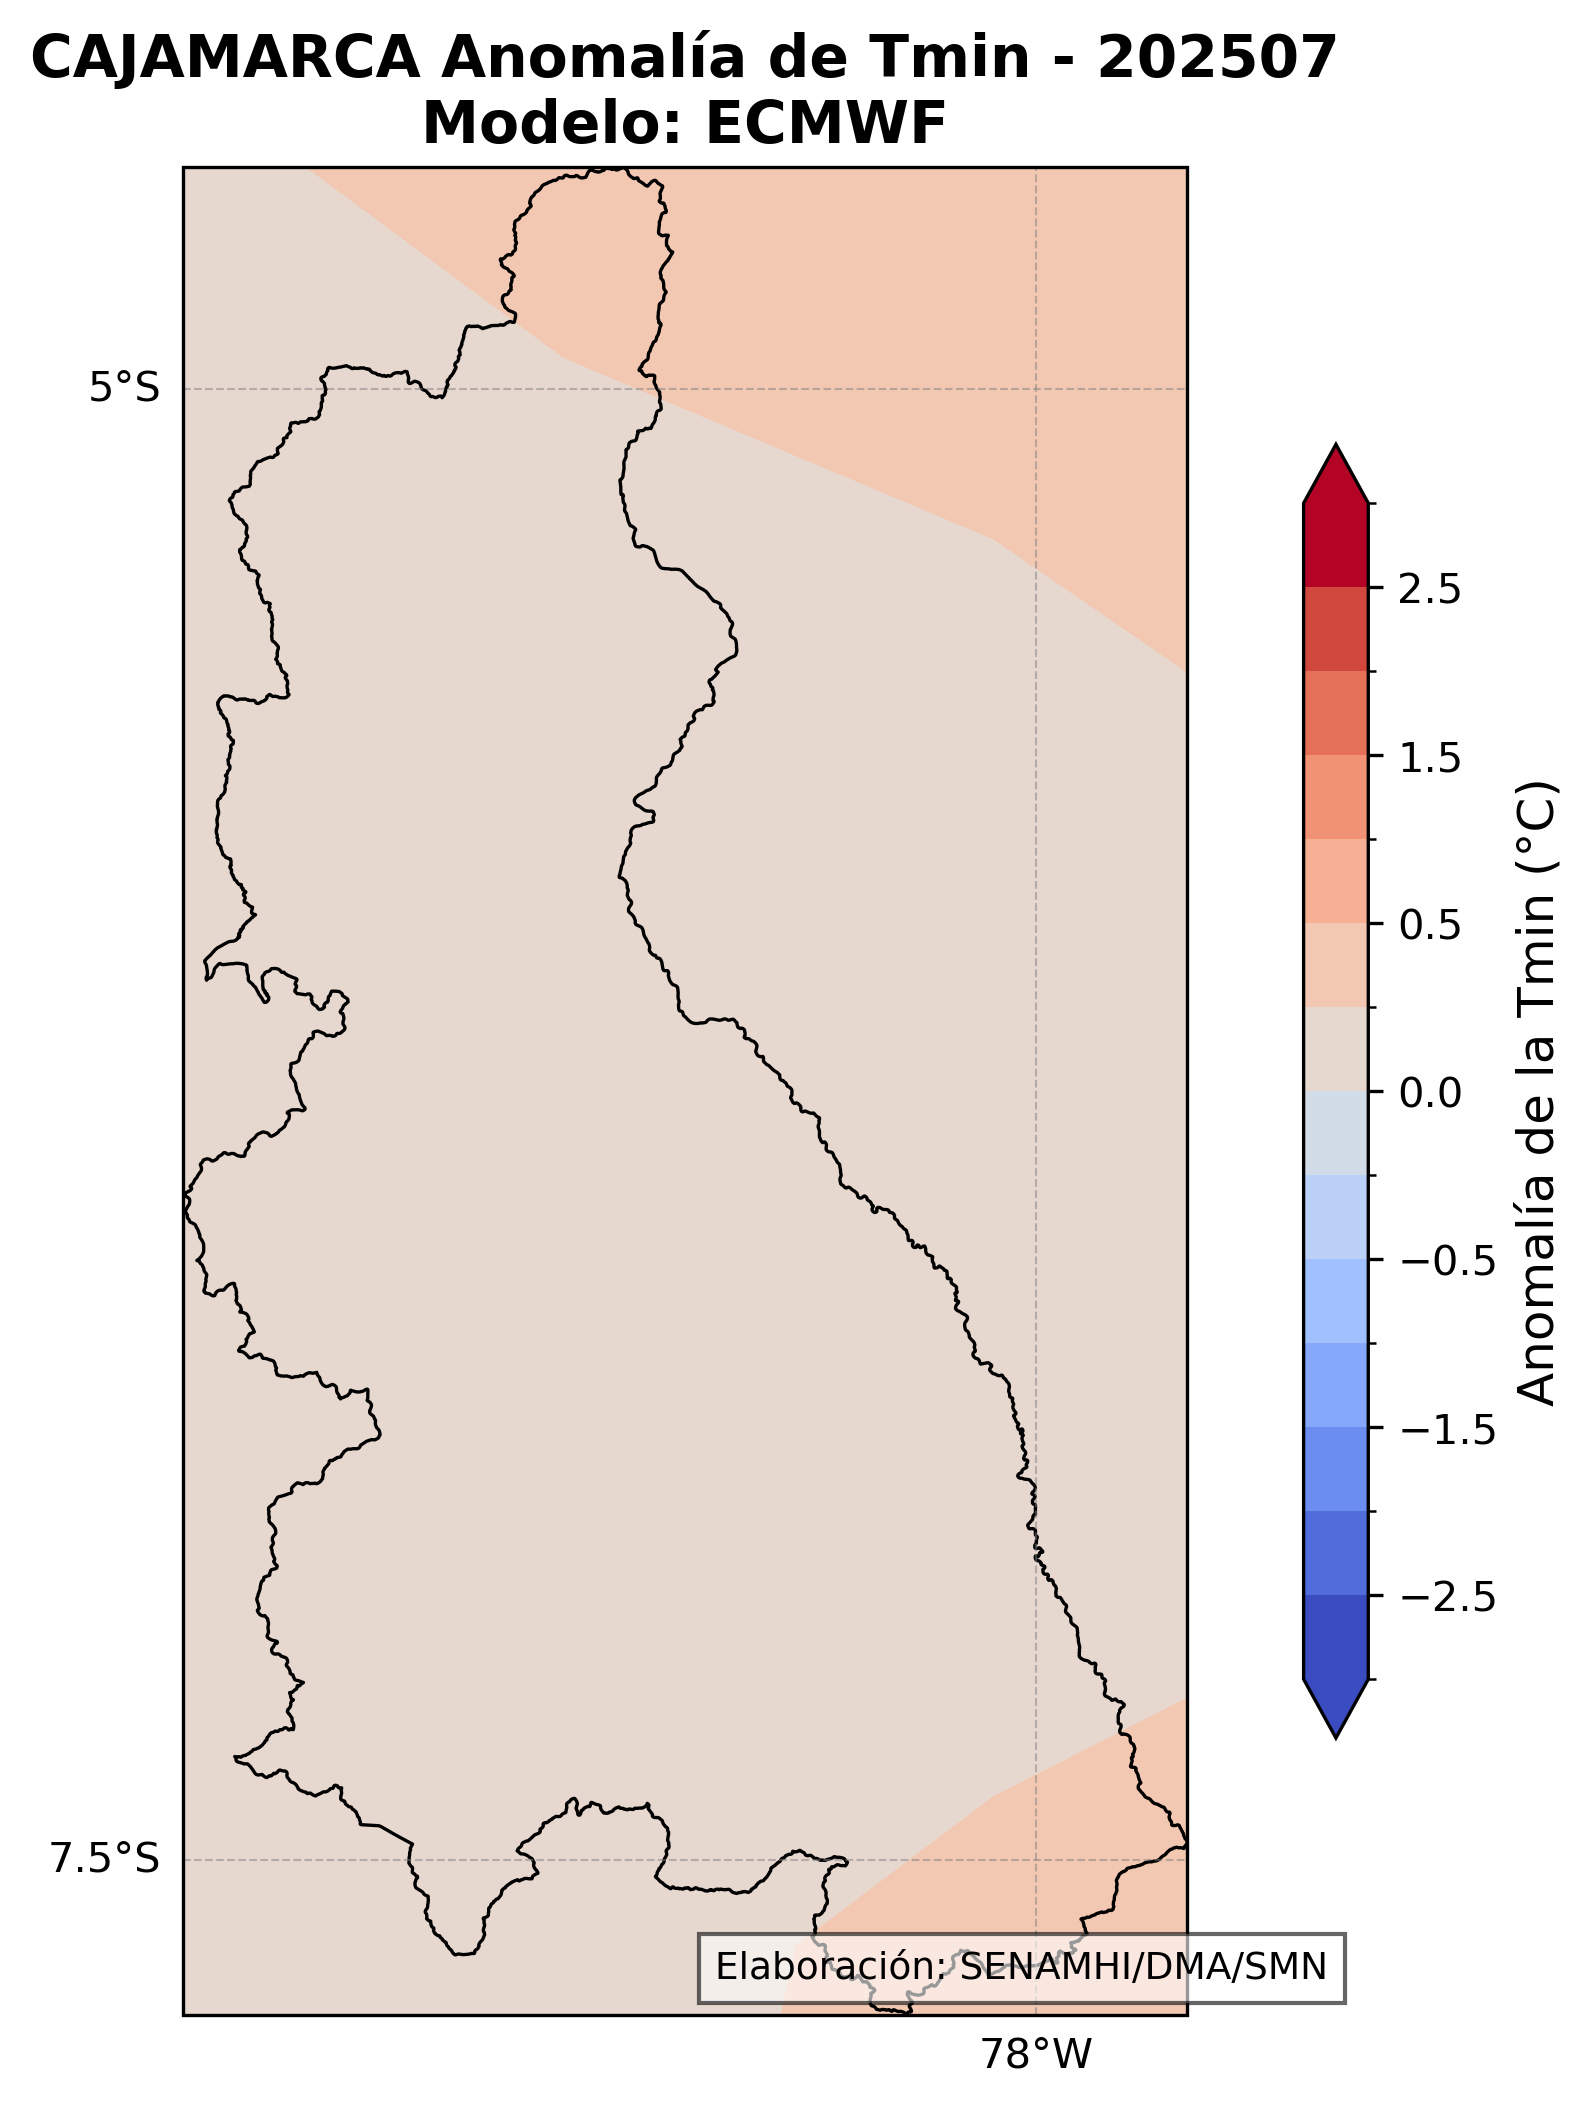 CAJAMARCA Anomalía de Tmin - 202507
Modelo: ECMWF
5°S
7.5°S
78°W
2.5
1.5
0.5
0.0
−0.5
−1.5
−2.5
Anomalía de la Tmin (°C)
Elaboración: SENAMHI/DMA/SMN